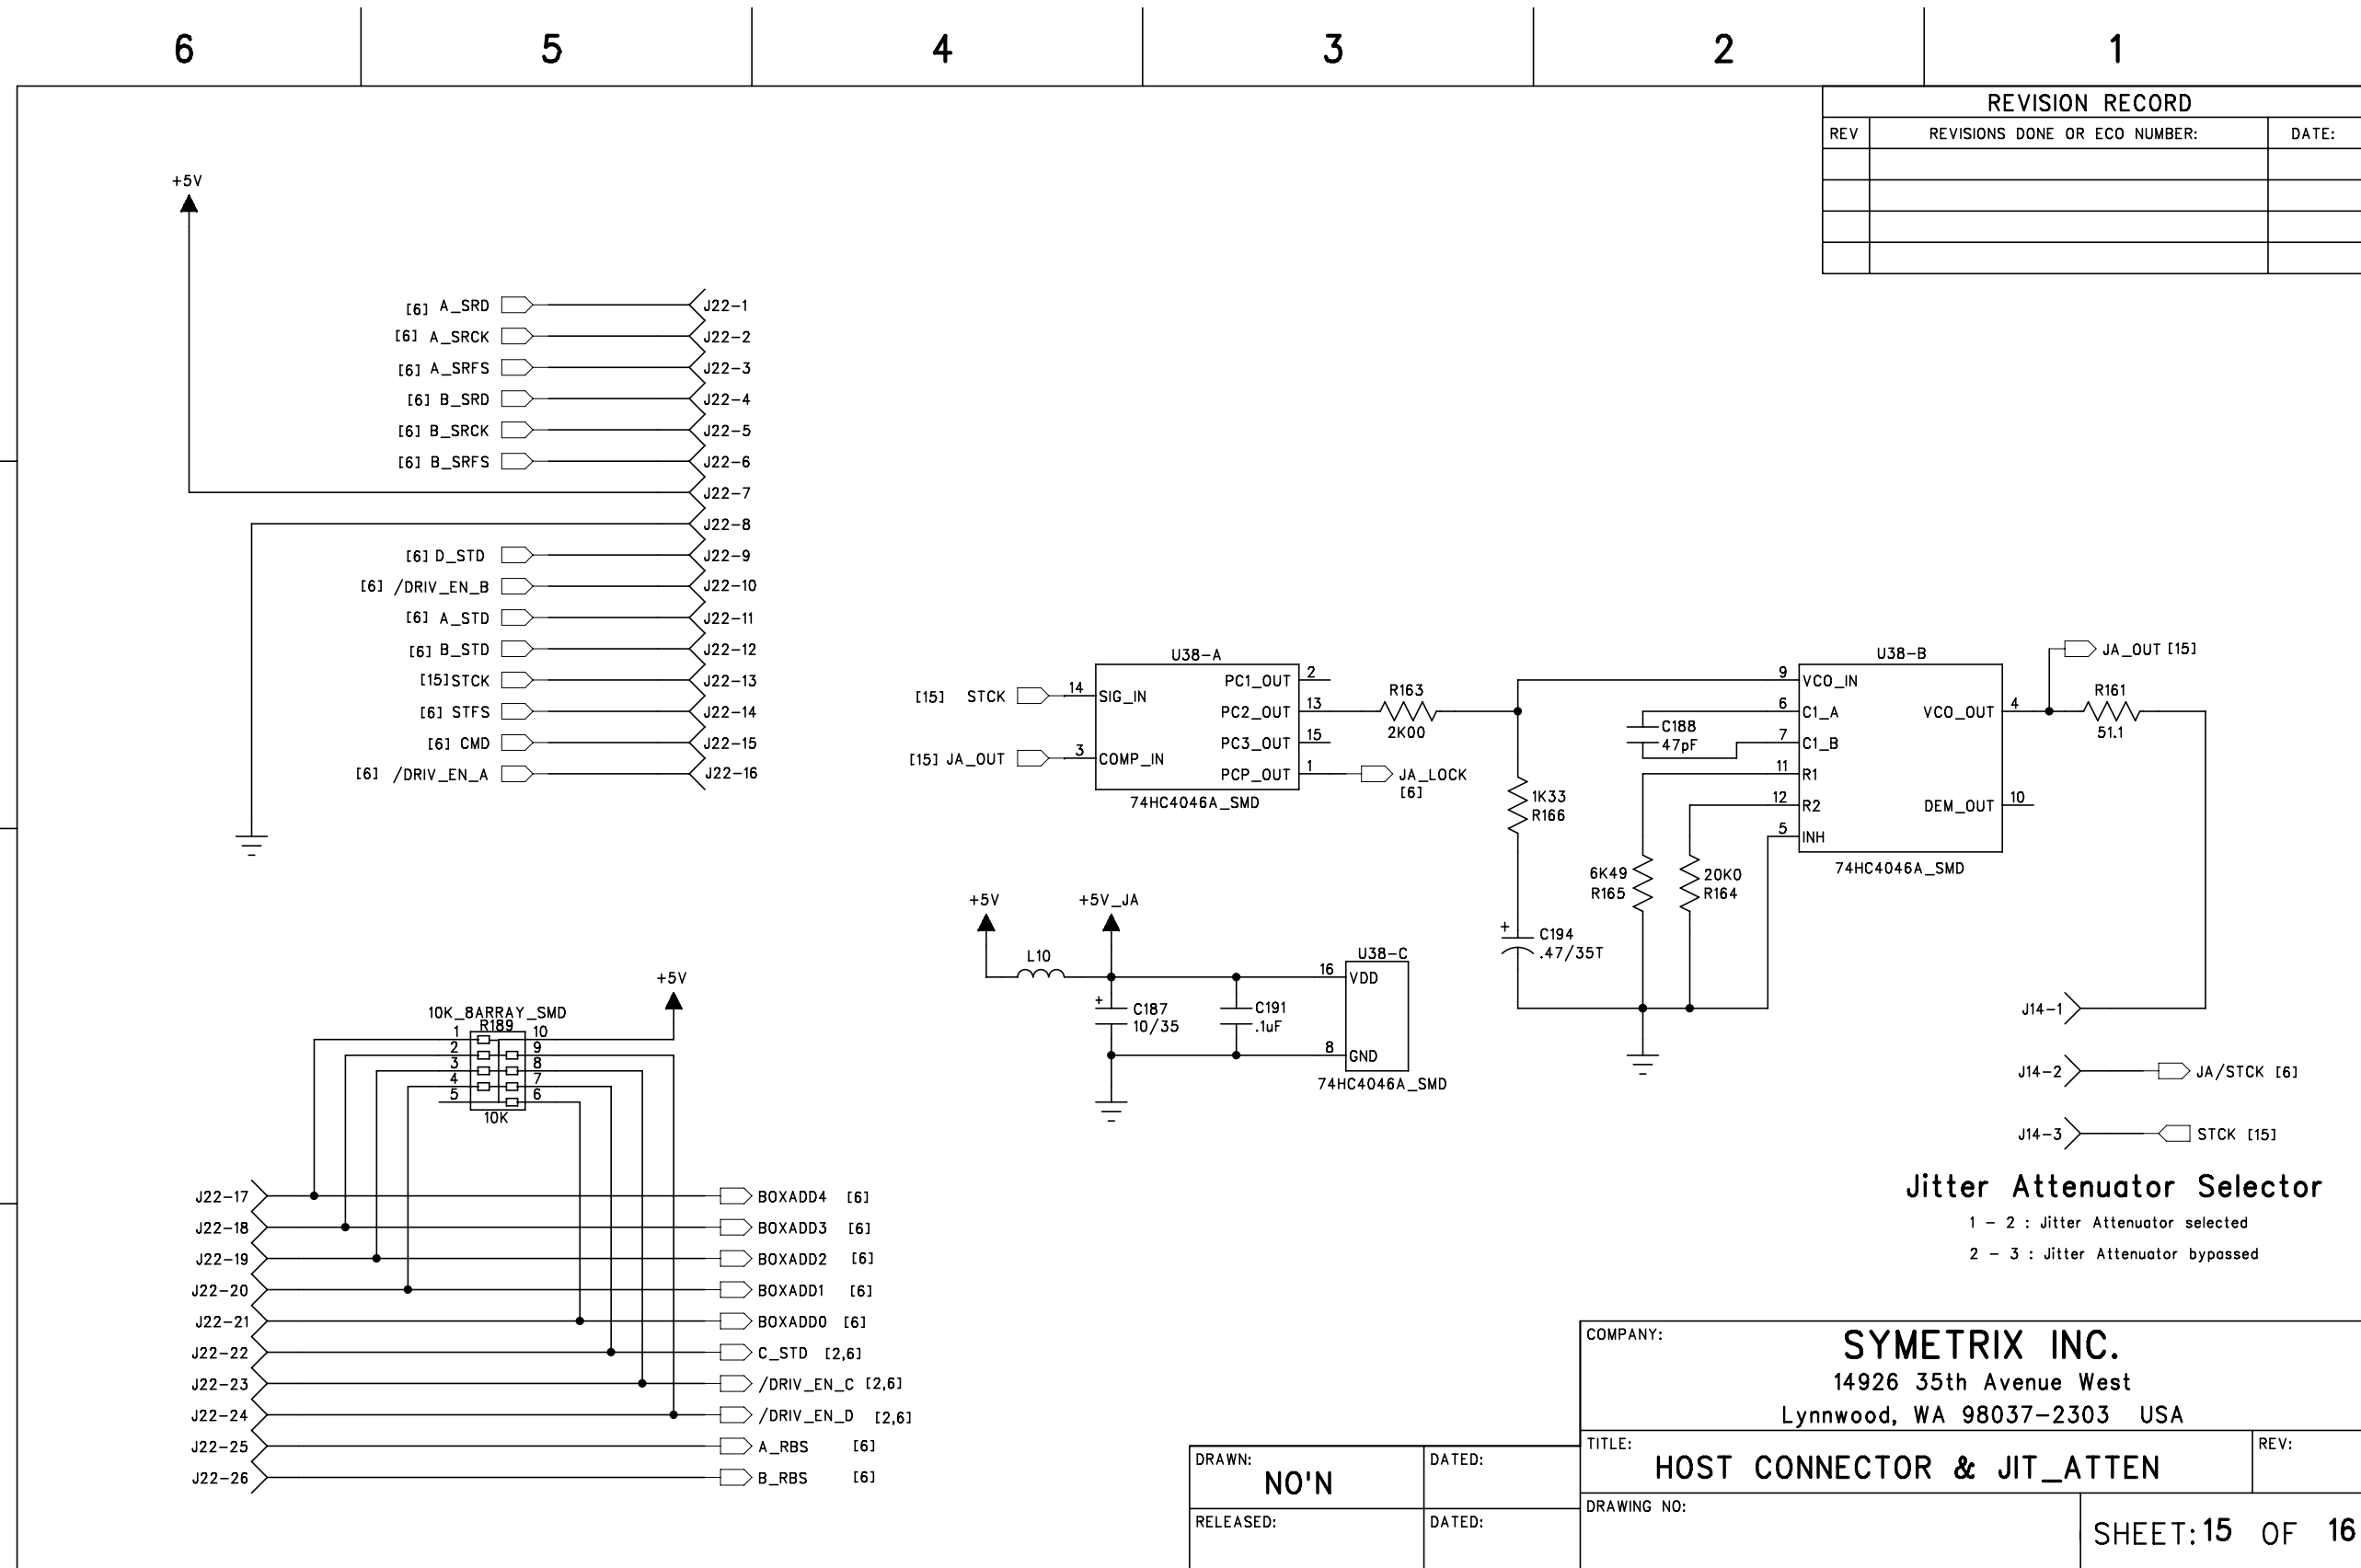 6 5 4 3 2 1
REVISION RECORD
REV REVISIONS DONE OR ECO NUMBER: DATE:
+5V
[6] A_SRD J22-1
[6] A_SRCK J22-2
[6] A_SRFS J22-3
[6] B_SRD J22-4
[6] B_SRCK J22-5
[6] B_SRFS J22-6
J22-7
J22-8
[6] D_STD J22-9
[6] /DRIV_EN_B J22-10
[6] A_STD J22-11
[6] B_STD J22-12
[15] STCK J22-13
[6] STFS J22-14
[6] CMD J22-15
[6] /DRIV_EN_A J22-16
U38-A
[15] STCK 14 SIG_IN
[15] JA_OUT 3 COMP_IN
PC1_OUT 2
PC2_OUT 13
PC3_OUT 15
PCP_OUT 1
74HC4046A_SMD
R163
2K00
JA_LOCK
[6]
1K33
R166
+
C194
.47/35T
C188
47pF
6K49
R165
20K0
R164
U38-B
9 VCO_IN
6 C1_A
7 C1_B
11 R1
12 R2
5 INH
VCO_OUT 4
DEM_OUT 10
74HC4046A_SMD
JA_OUT [15]
R161
51.1
+5V
+5V_JA
L10
+
C187
10/35
C191
.1uF
U38-C
16 VDD
8 GND
74HC4046A_SMD
J14-1
J14-2 JA/STCK [6]
J14-3 STCK [15]
Jitter Attenuator Selector
1 - 2 : Jitter Attenuator selected
2 - 3 : Jitter Attenuator bypassed
+5V
10K_8ARRAY_SMD
R189
1 10
2 9
3 8
4 7
5 6
10K
J22-17 BOXADD4 [6]
J22-18 BOXADD3 [6]
J22-19 BOXADD2 [6]
J22-20 BOXADD1 [6]
J22-21 BOXADD0 [6]
J22-22 C_STD [2,6]
J22-23 /DRIV_EN_C [2,6]
J22-24 /DRIV_EN_D [2,6]
J22-25 A_RBS [6]
J22-26 B_RBS [6]
COMPANY:
SYMETRIX INC.
14926 35th Avenue West
Lynnwood, WA 98037-2303 USA
TITLE:
HOST CONNECTOR & JIT_ATTEN
REV:
DRAWN:
NO'N
DATED:
RELEASED:
DATED:
DRAWING NO:
SHEET: 15 OF 16